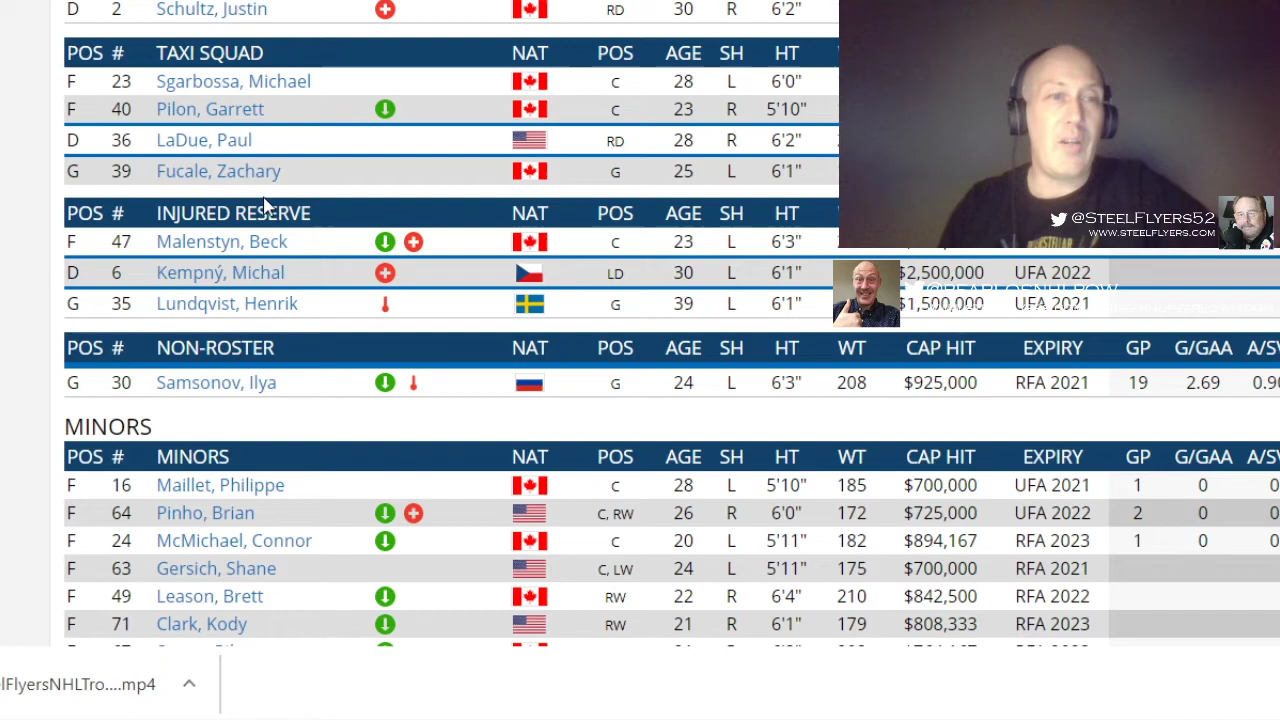 D 2 Schultz, Justin RD 30 R 6'2"
POS # TAXI SQUAD NAT POS AGE SH HT
F 23 Sgarbossa, Michael C 28 L 6'0"
F 40 Pilon, Garrett C 23 R 5'10"
D 36 LaDue, Paul RD 28 R 6'2"
G 39 Fucale, Zachary G 25 L 6'1"
@STEELFLYERS52
WWW.STEELFLYERS.COM
POS # INJURED RESERVE NAT POS AGE SH HT
F 47 Malenstyn, Beck C 23 L 6'3"
D 6 Kempný, Michal LD 30 L 6'1" $2,500,000 UFA 2022
G 35 Lundqvist, Henrik G 39 L 6'1" $1,500,000 UFA 2021
POS # NON-ROSTER NAT POS AGE SH HT WT CAP HIT EXPIRY GP G/GAA A/SV
G 30 Samsonov, Ilya G 24 L 6'3" 208 $925,000 RFA 2021 19 2.69 0.90
MINORS
POS # MINORS NAT POS AGE SH HT WT CAP HIT EXPIRY GP G/GAA A/SV
F 16 Maillet, Philippe C 28 L 5'10" 185 $700,000 UFA 2021 1 0 0
F 64 Pinho, Brian C, RW 26 R 6'0" 172 $725,000 UFA 2022 2 0 0
F 24 McMichael, Connor C 20 L 5'11" 182 $894,167 RFA 2023 1 0 0
F 63 Gersich, Shane C, LW 24 L 5'11" 175 $700,000 RFA 2021
F 49 Leason, Brett RW 22 R 6'4" 210 $842,500 RFA 2022
F 71 Clark, Kody RW 21 R 6'1" 179 $808,333 RFA 2023
lFlyersNHLTro....mp4